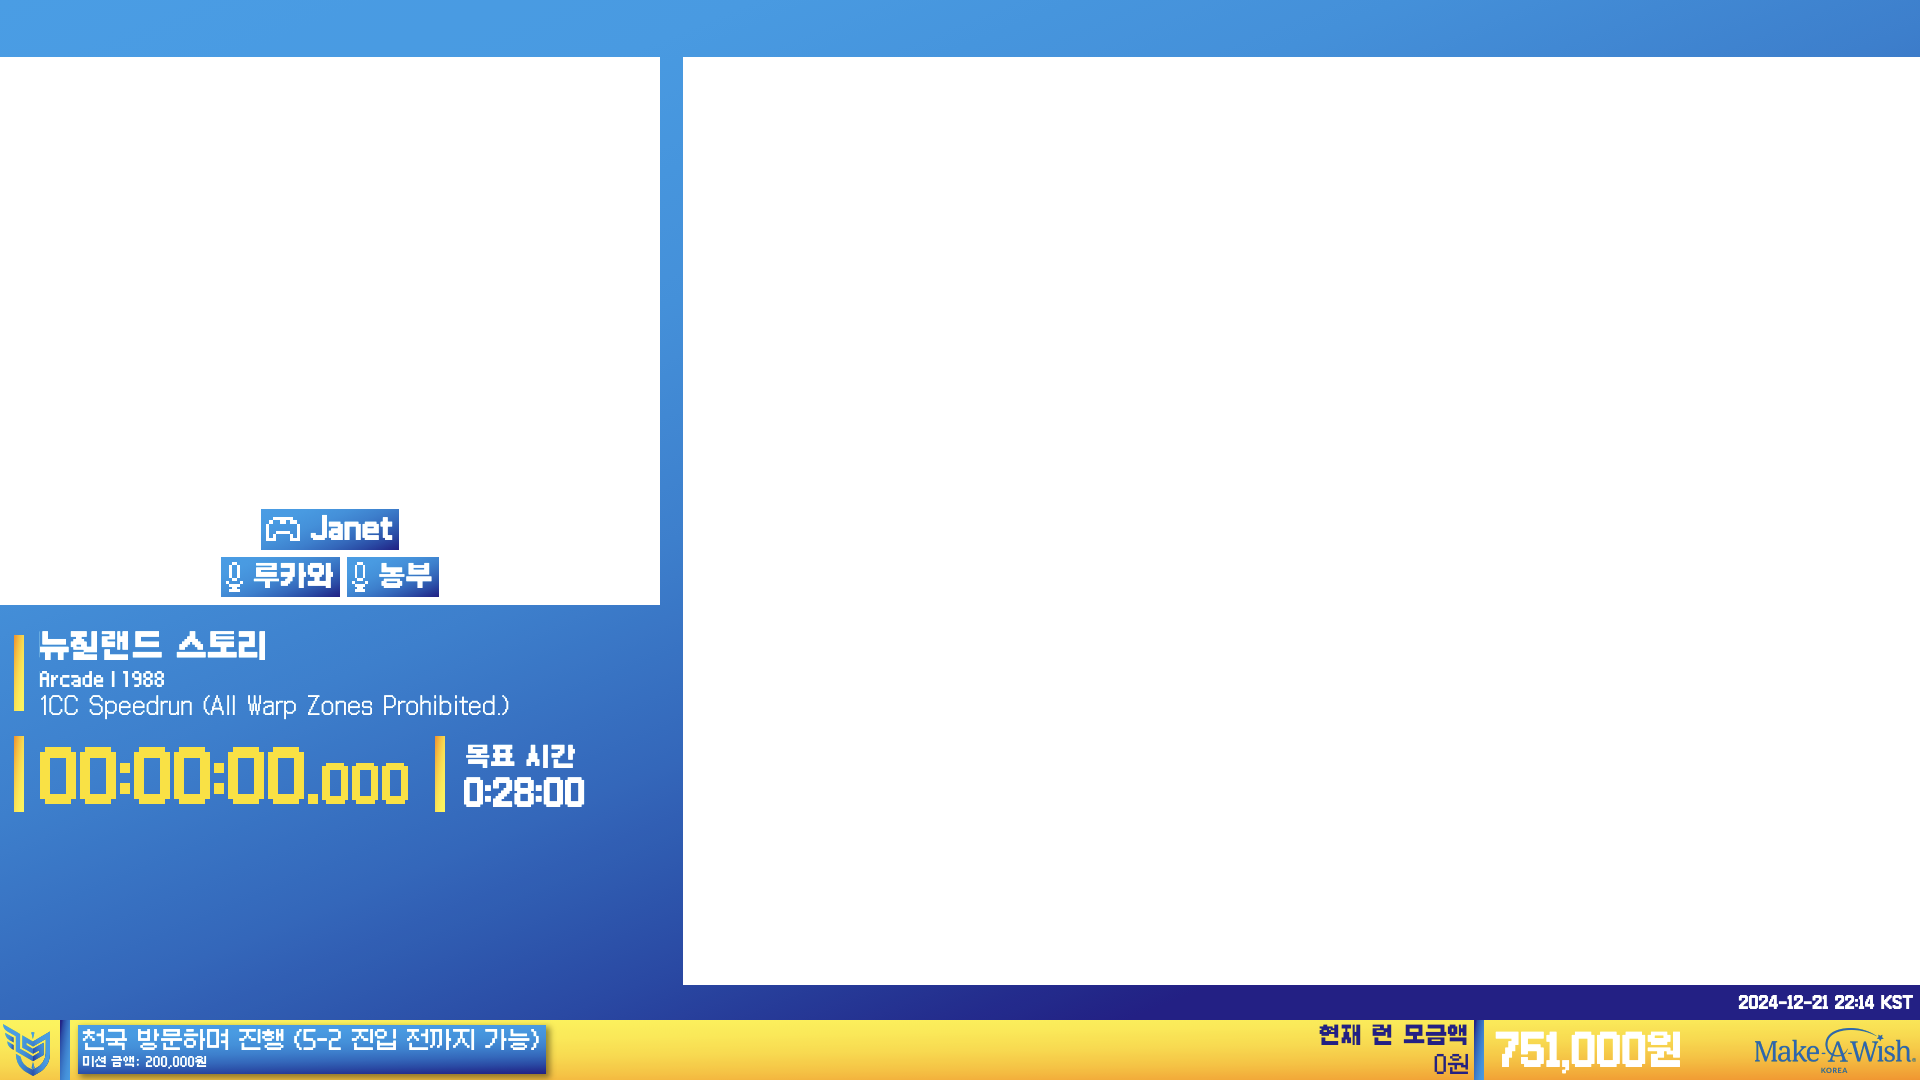 Janet
루카와 농부
뉴질랜드 스토리
Arcade | 1988
1CC Speedrun (All Warp Zones Prohibited.)
00:00:00.000
목표 시간
0:28:00
2024-12-21 22:14 KST
천국 방문하며 진행 (5-2 진입 전까지 가능)
미션 금액: 200,000원
현재 런 모금액
0원
751,000원
Make-A-Wish®
KOREA